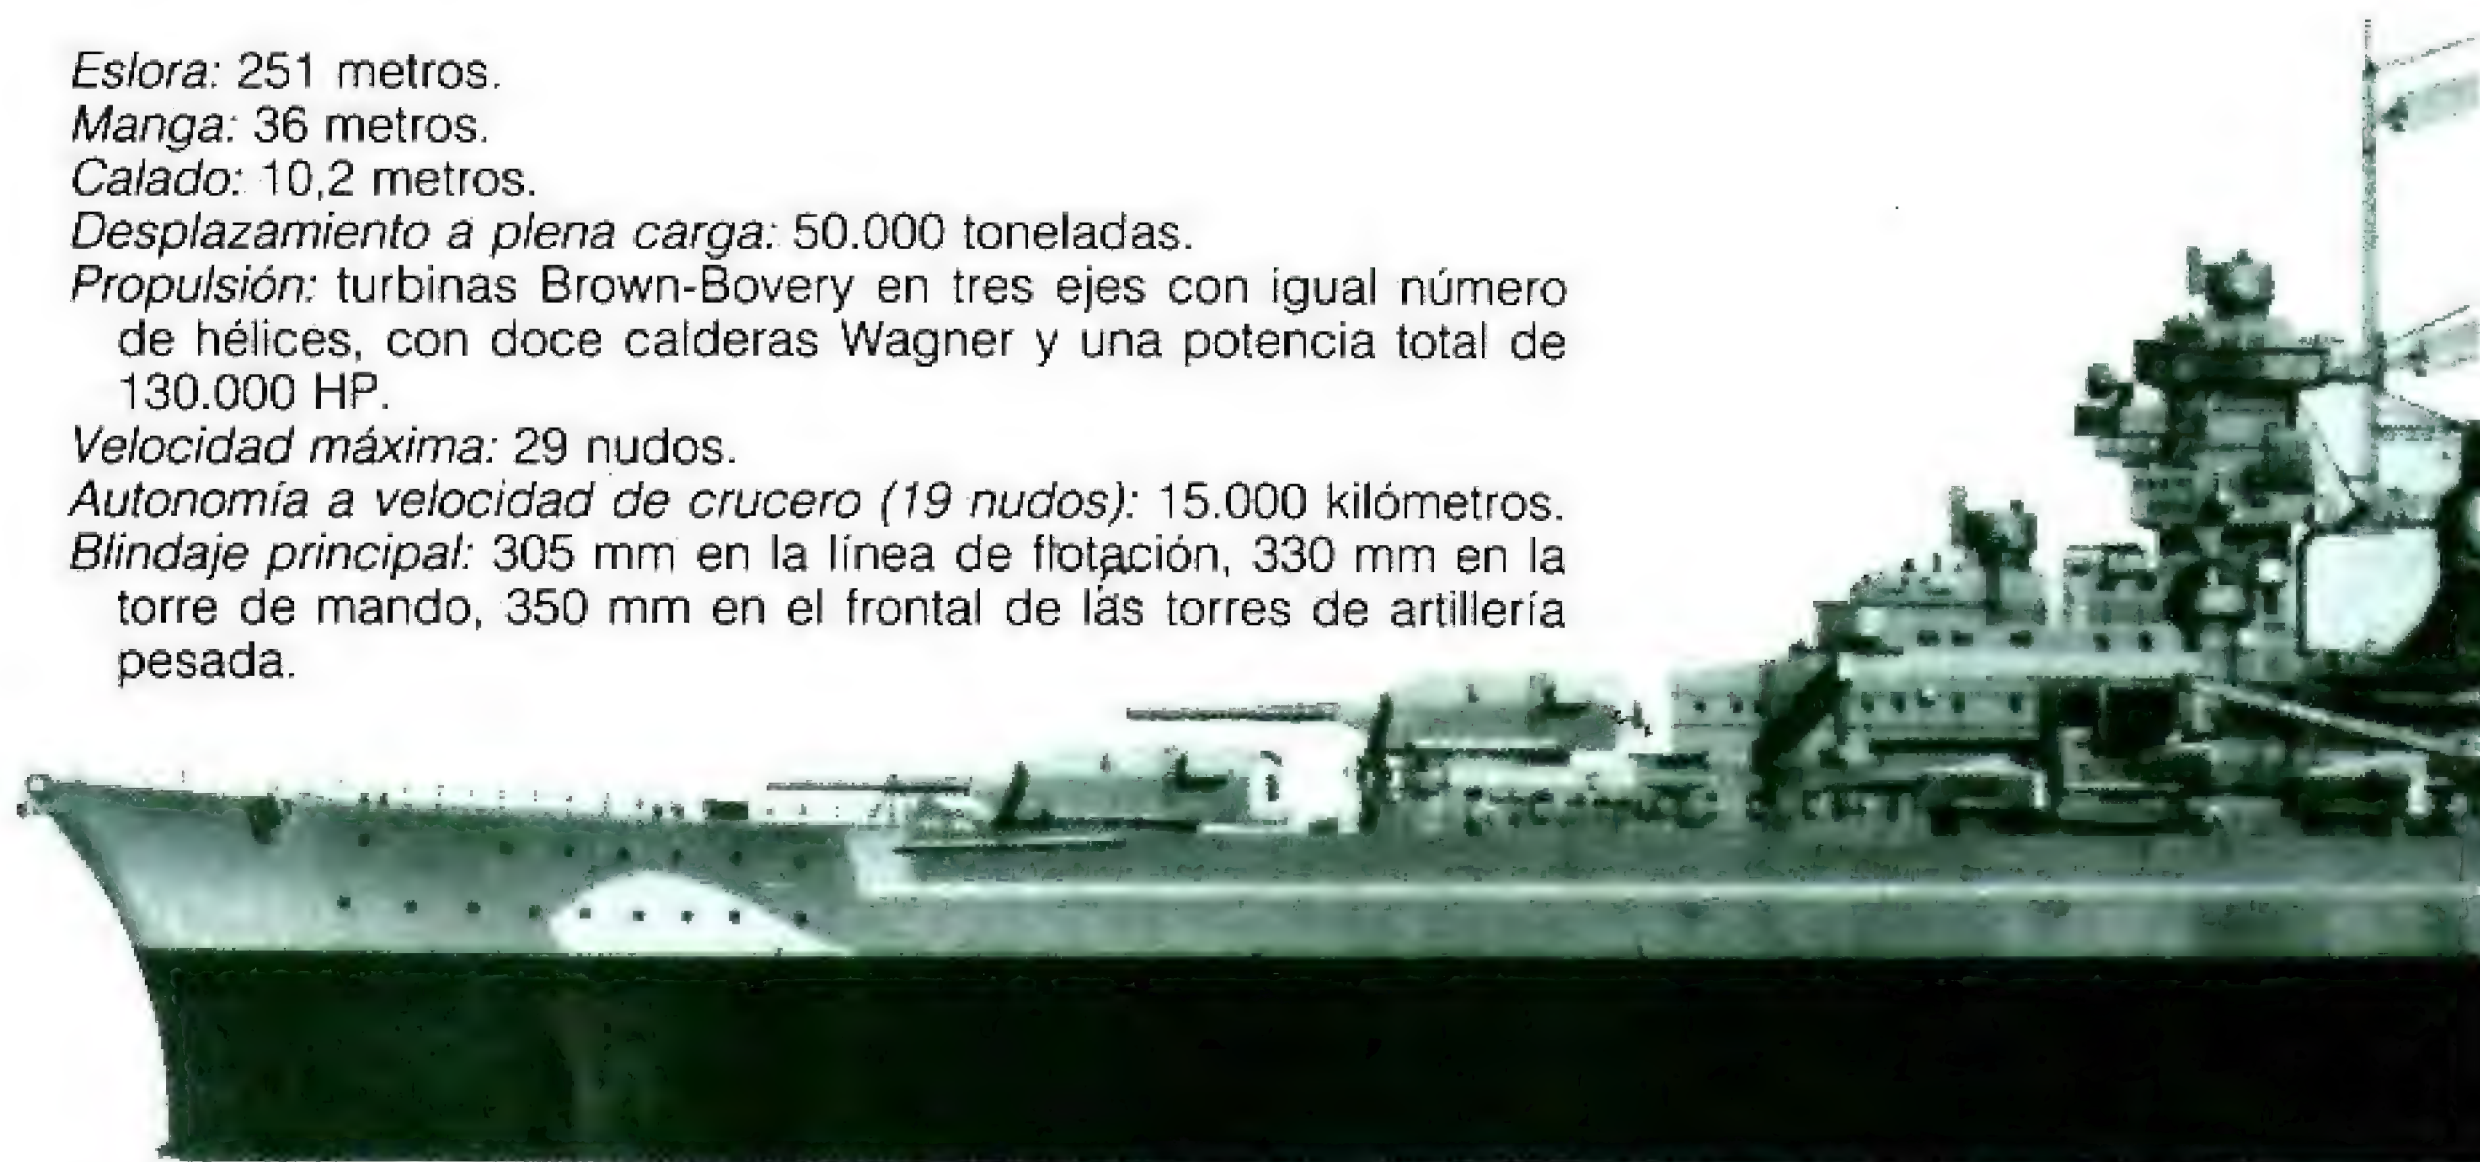 Eslora: 251 metros.
Manga: 36 metros.
Calado: 10,2 metros.
Desplazamiento a plena carga: 50.000 toneladas.
Propulsión: turbinas Brown-Bovery en tres ejes con igual número
de hélices, con doce calderas Wagner y una potencia total de
130.000 HP.
Velocidad máxima: 29 nudos.
Autonomía a velocidad de crucero (19 nudos): 15.000 kilómetros.
Blindaje principal: 305 mm en la línea de flotación, 330 mm en la
torre de mando, 350 mm en el frontal de las torres de artillería
pesada.